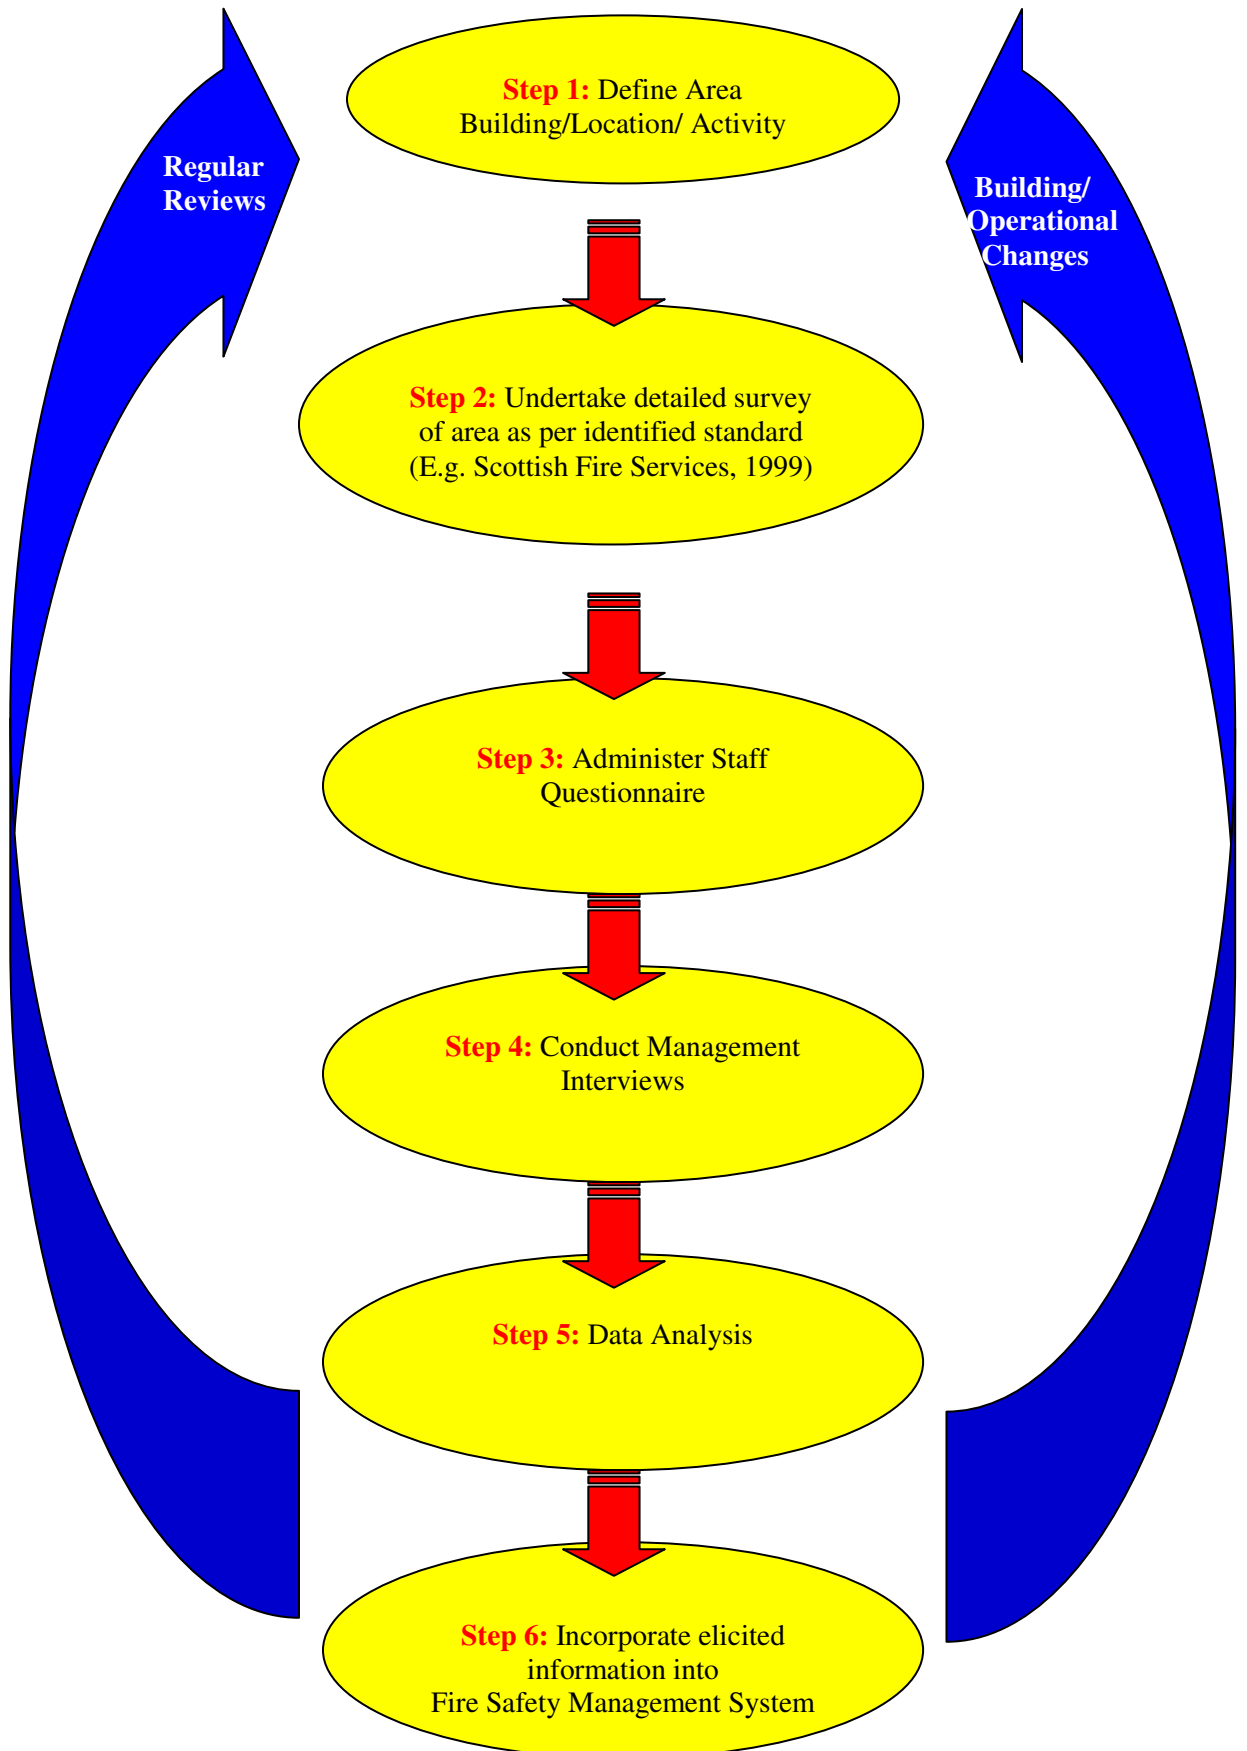 Step 1: Define Area
Building/Location/ Activity
Regular
Reviews
Building/
Operational
Changes
Step 2: Undertake detailed survey
of area as per identified standard
(E.g. Scottish Fire Services, 1999)
Step 3: Administer Staff
Questionnaire
Step 4: Conduct Management
Interviews
Step 5: Data Analysis
Step 6: Incorporate elicited
information into
Fire Safety Management System